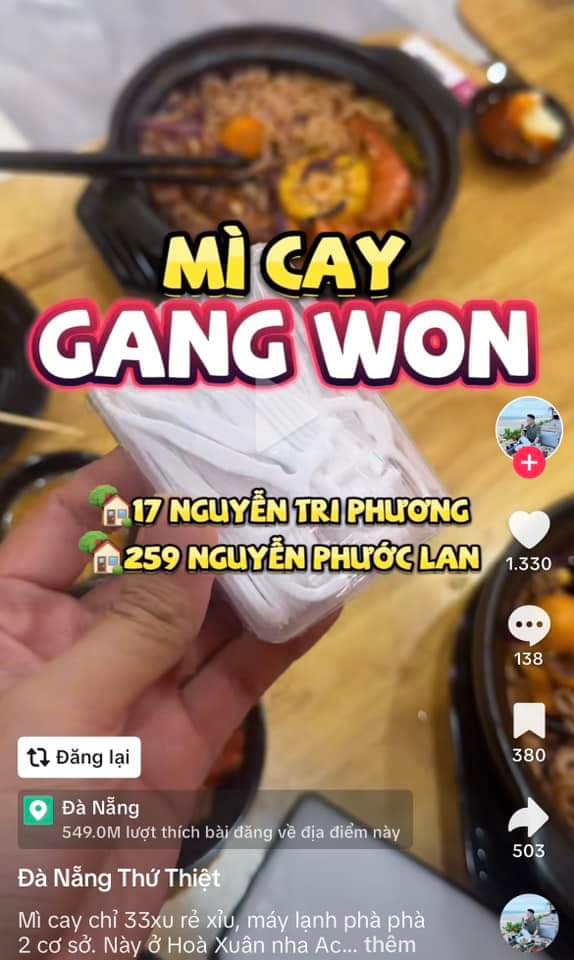 MÌ CAY
GANG WON
17 NGUYỄN TRI PHƯƠNG
259 NGUYỄN PHƯỚC LAN
1.330
138
380
503
Đăng lại
Đà Nẵng
549.0M lượt thích bài đăng về địa điểm này
Đà Nẵng Thứ Thiệt
Mì cay chỉ 33xu rẻ xỉu, máy lạnh phà phà
2 cơ sở. Này ở Hoà Xuân nha Ac... thêm